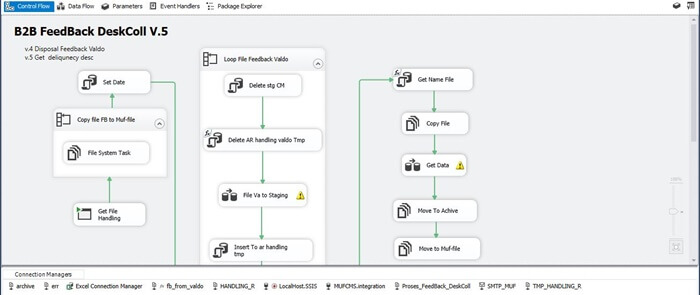 Control Flow
Data Flow
Parameters
Event Handlers
Package Explorer
B2B FeedBack DeskColl V.5
v.4 Disposal Feedback Valdo
v.5 Get deliqunecy desc
Set Date
Copy file FB to Muf-file
File System Task
Get File
Handling
Loop File Feedback Valdo
Delete stg CM
Delete AR handling valdo Tmp
File Va to Staging
Insert To ar handling
tmp
Get Name File
Copy File
Get Data
Move To Achive
Move to Muf-file
100%
Connection Managers
archive
err
Excel Connection Manager
fx fb_from_valdo
HANDLING_R
LocalHost.SSIS
MUFCMS.integration
Proses_FeedBack_DeskColl
SMTP_MUF
TMP_HANDLING_R